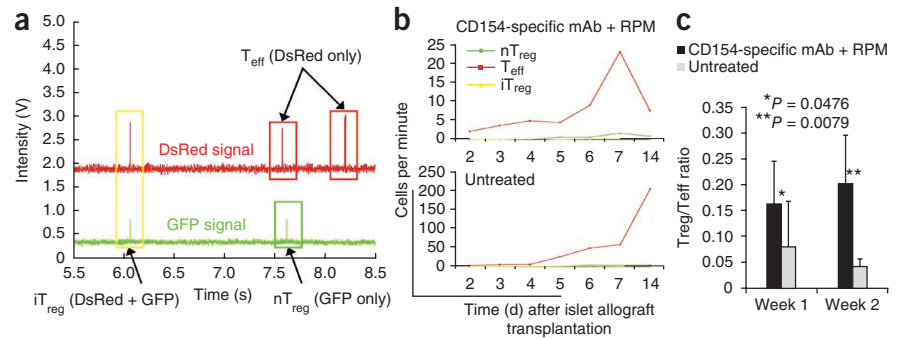 a
5.0
4.5
4.0
3.5
3.0
2.5
2.0
1.5
1.0
0.5
0
Intensity (V)
T_eff (DsRed only)
DsRed signal
GFP signal
5.5 6.0 6.5 7.0 7.5 8.0 8.5
Time (s)
iT_reg (DsRed + GFP)
nT_reg (GFP only)
b
CD154-specific mAb + RPM
25
20
15
10
5
0
nT_reg
T_eff
iT_reg
2 3 4 5 6 7 14
Cells per minute
Untreated
250
200
150
100
50
0
2 3 4 5 6 7 14
Time (d) after islet allograft
transplantation
c
CD154-specific mAb + RPM
Untreated
*P = 0.0476
**P = 0.0079
Treg/Teff ratio
0.35
0.30
0.25
0.20
0.15
0.10
0.05
0
*
**
Week 1 Week 2